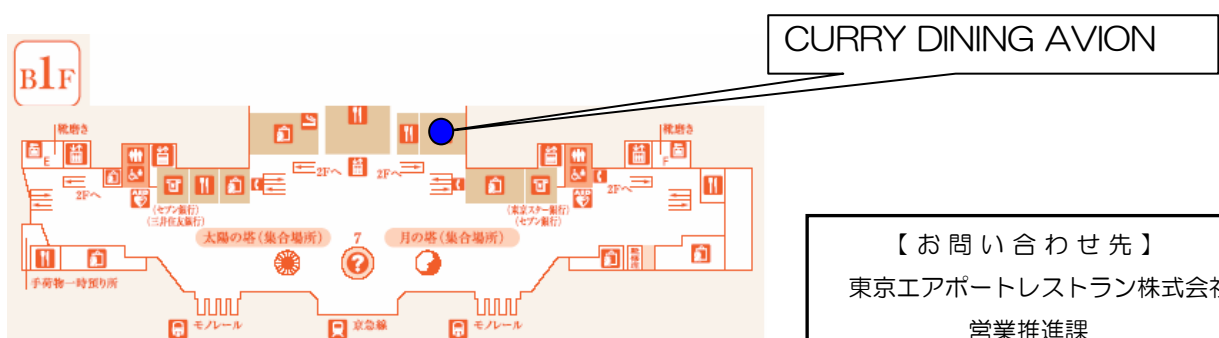 CURRY DINING AVION
B1F
靴磨き
靴磨き
E
F
2Fへ
2Fへ
2Fへ
2Fへ
AED
AED
(セブン銀行)
(三井住友銀行)
(東京スター銀行)
(セブン銀行)
太陽の塔(集合場所)
7
月の塔(集合場所)
?
手荷物一時預り所
モノレール
京急線
モノレール
【お問い合わせ先】
東京エアポートレストラン株式会社
営業推進課